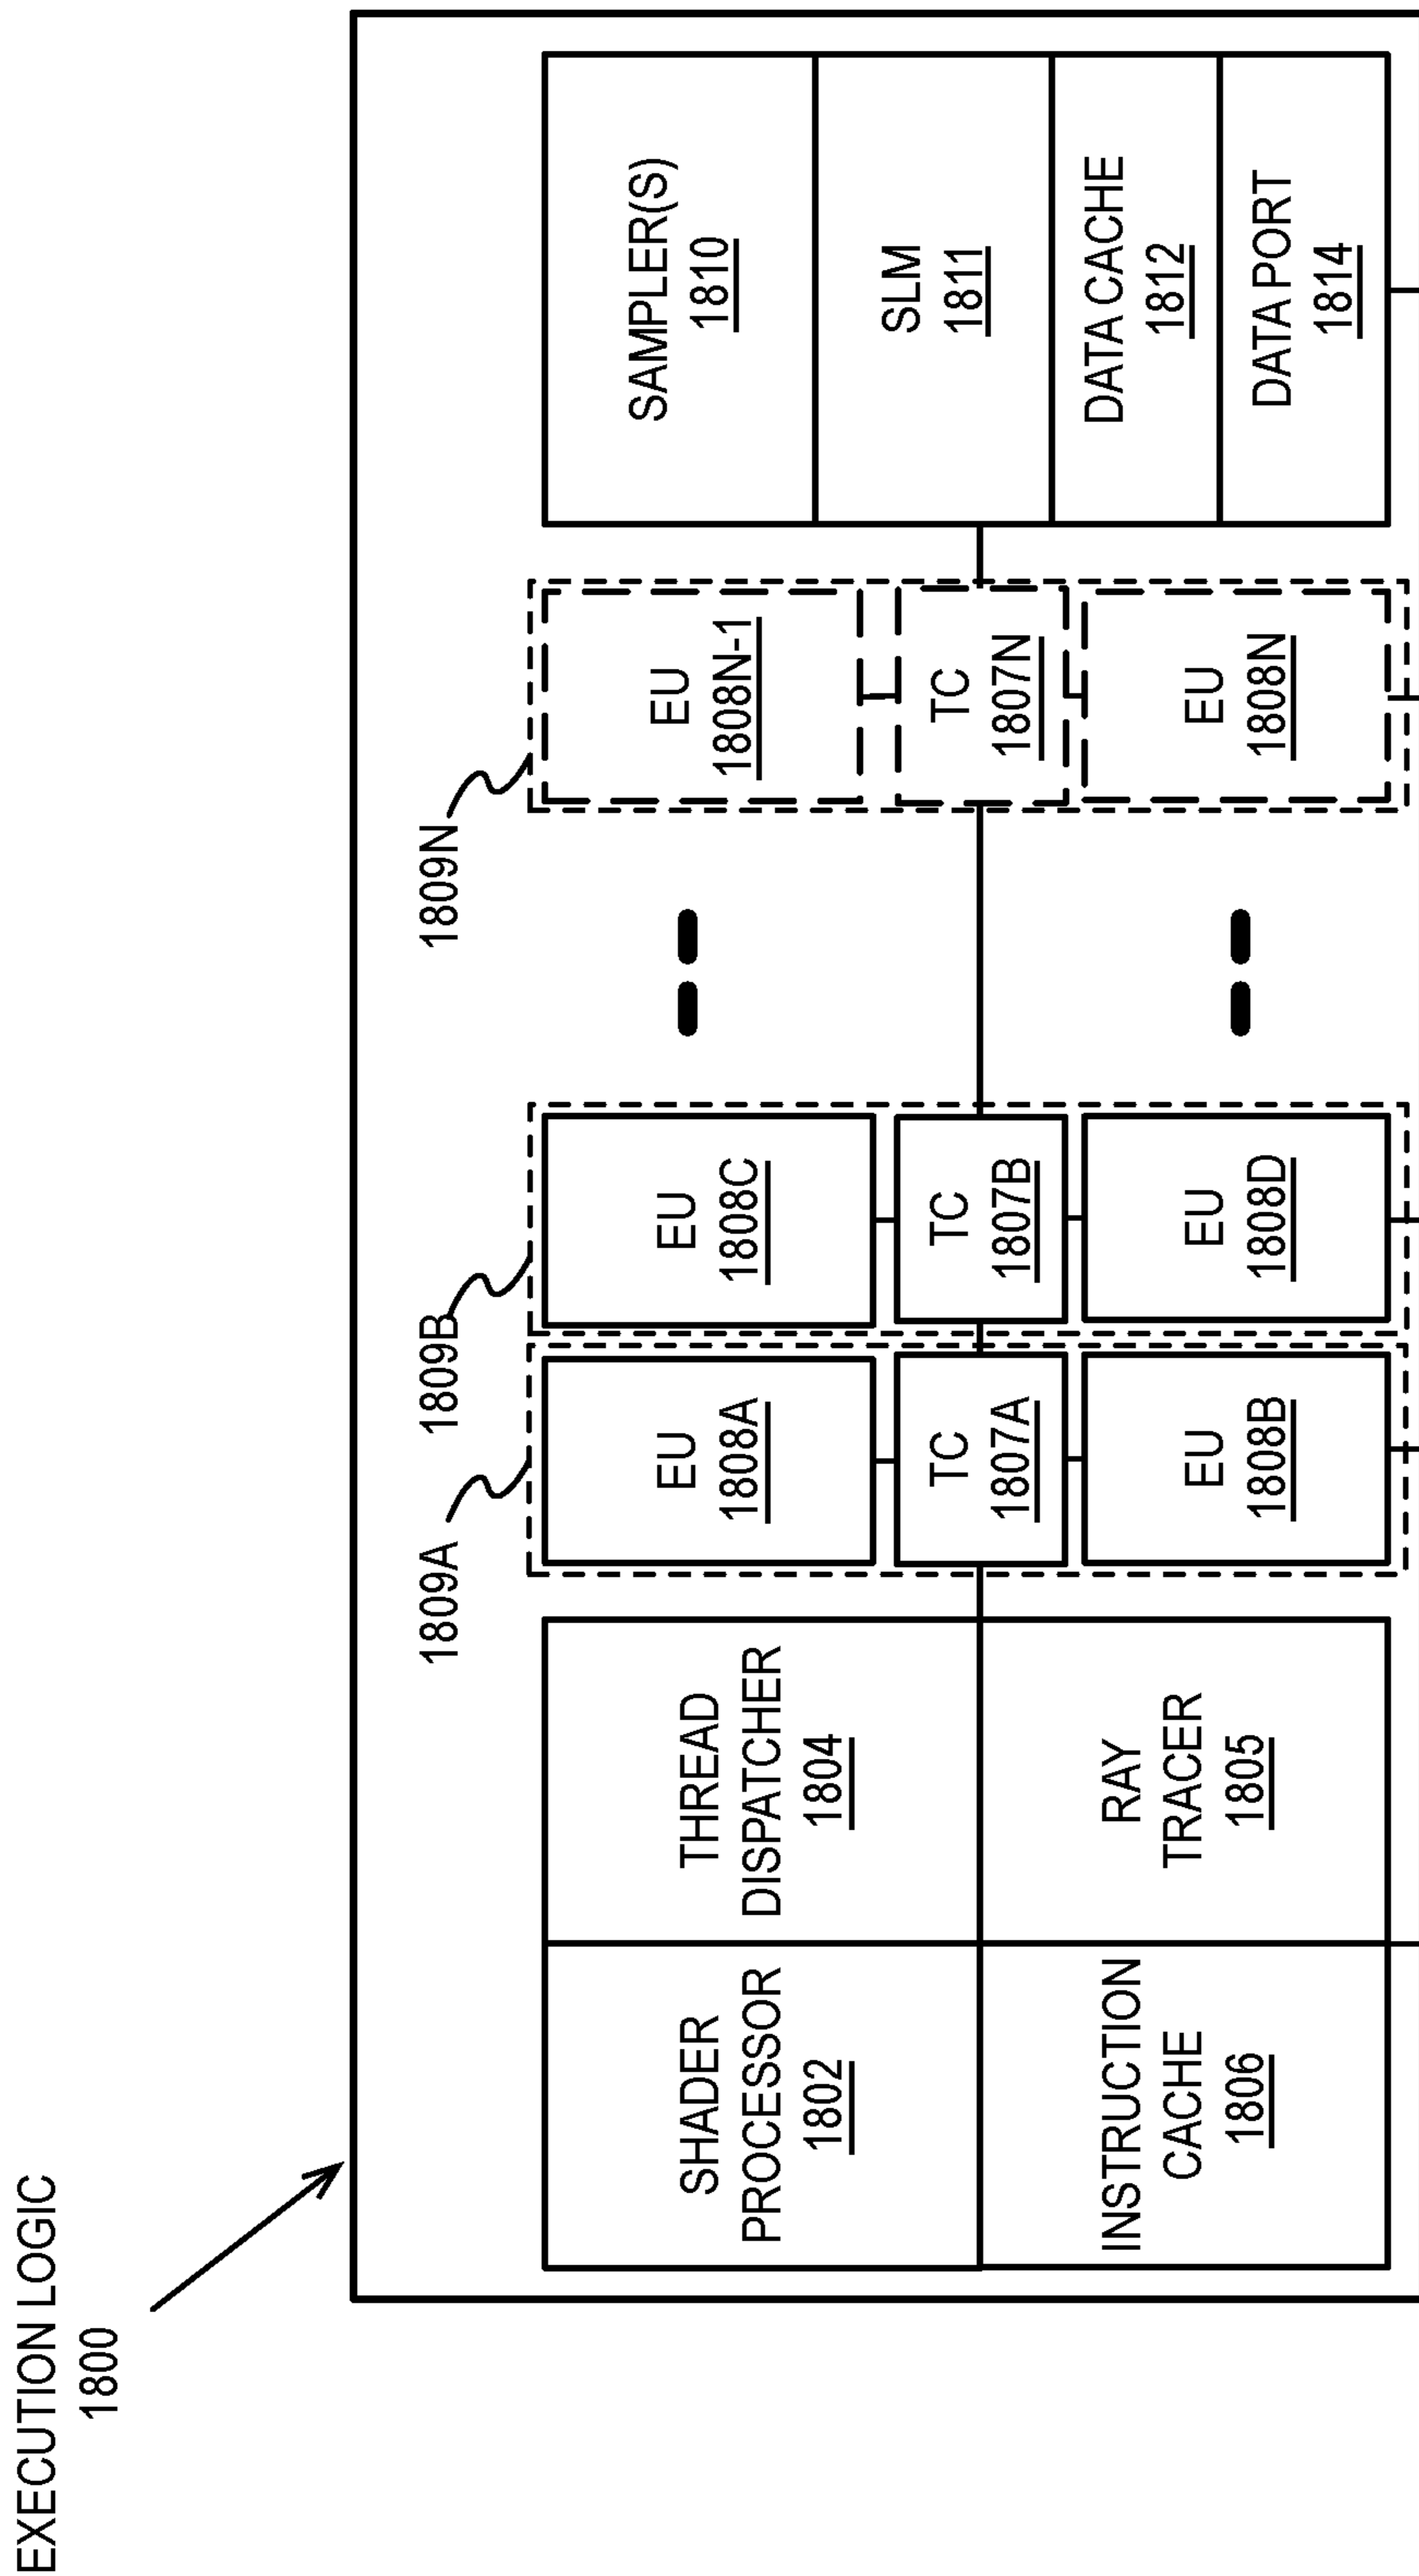 EXECUTION LOGIC
1800
1809A
1809B
1809N
SHADER
PROCESSOR
1802
THREAD
DISPATCHER
1804
INSTRUCTION
CACHE
1806
RAY
TRACER
1805
EU
1808A
TC
1807A
EU
1808B
EU
1808C
TC
1807B
EU
1808D
EU
1808N-1
TC
1807N
EU
1808N
SAMPLER(S)
1810
SLM
1811
DATA CACHE
1812
DATA PORT
1814